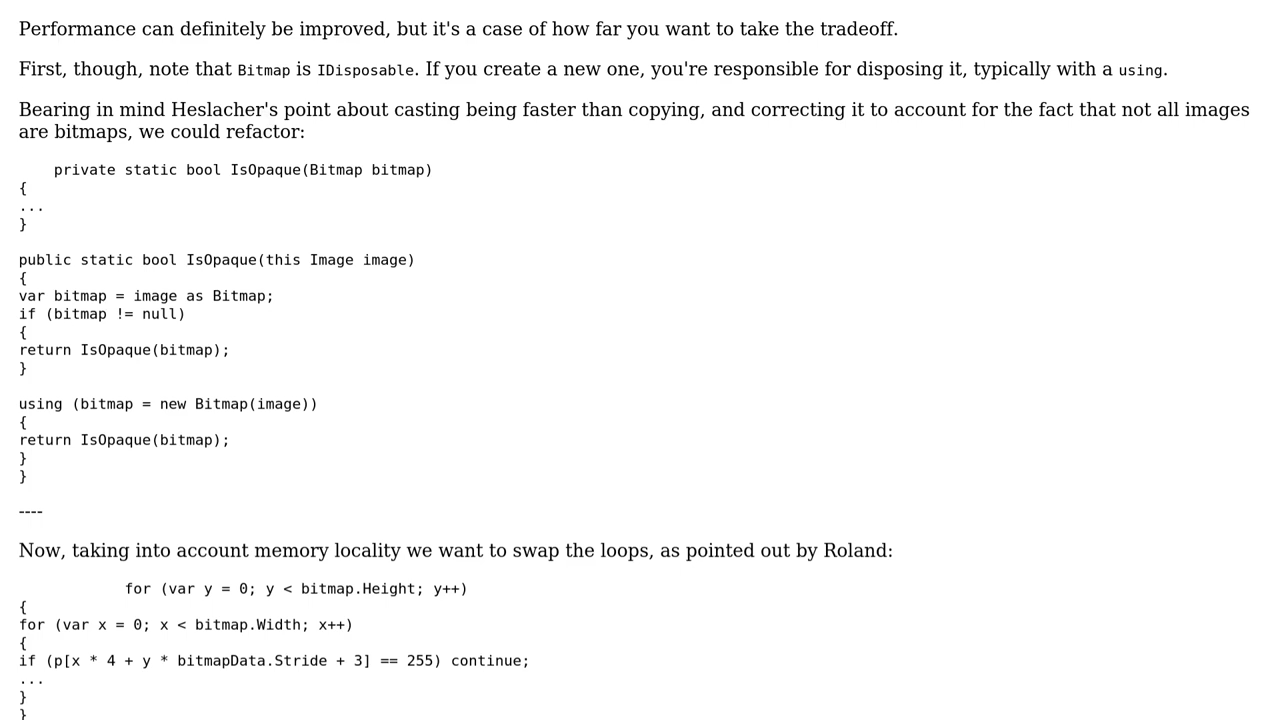 Performance can definitely be improved, but it's a case of how far you want to take the tradeoff.
First, though, note that Bitmap is IDisposable. If you create a new one, you're responsible for disposing it, typically with a using.
Bearing in mind Heslacher's point about casting being faster than copying, and correcting it to account for the fact that not all images
are bitmaps, we could refactor:
    private static bool IsOpaque(Bitmap bitmap)
{
...
}

public static bool IsOpaque(this Image image)
{
var bitmap = image as Bitmap;
if (bitmap != null)
{
return IsOpaque(bitmap);
}

using (bitmap = new Bitmap(image))
{
return IsOpaque(bitmap);
}
}
----
Now, taking into account memory locality we want to swap the loops, as pointed out by Roland:
            for (var y = 0; y < bitmap.Height; y++)
{
for (var x = 0; x < bitmap.Width; x++)
{
if (p[x * 4 + y * bitmapData.Stride + 3] == 255) continue;
...
}
}